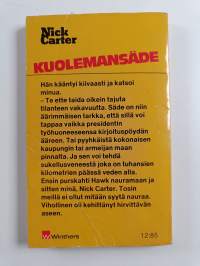 Nick
Carter
KUOLEMANSÄDE
Hän kääntyi kiivaasti ja katsoi
minua.
– Te ette taida oikein tajuta
tilanteen vakavuutta. Säde on niin
äärimmäisen tarkka, että sillä voi
tappaa vaikka presidentin
työhuoneeseensa kirjoituspöydän
ääreen. Tai pyyhkäistä kokonaisen
kaupungin tai armeijan maan
pinnalta. Ja sen voi tehdä
sukellusveneestä joka on tuhansien
kilometrien päässä veden alla.
Ensin purskahti Hawk nauramaan ja
sitten minä, Nick Carter. Tosin
meillä ei ollut mitään syytä nauraa.
Vihollinen oli kehittänyt hirvittävän
aseen.
Winthers
12:85